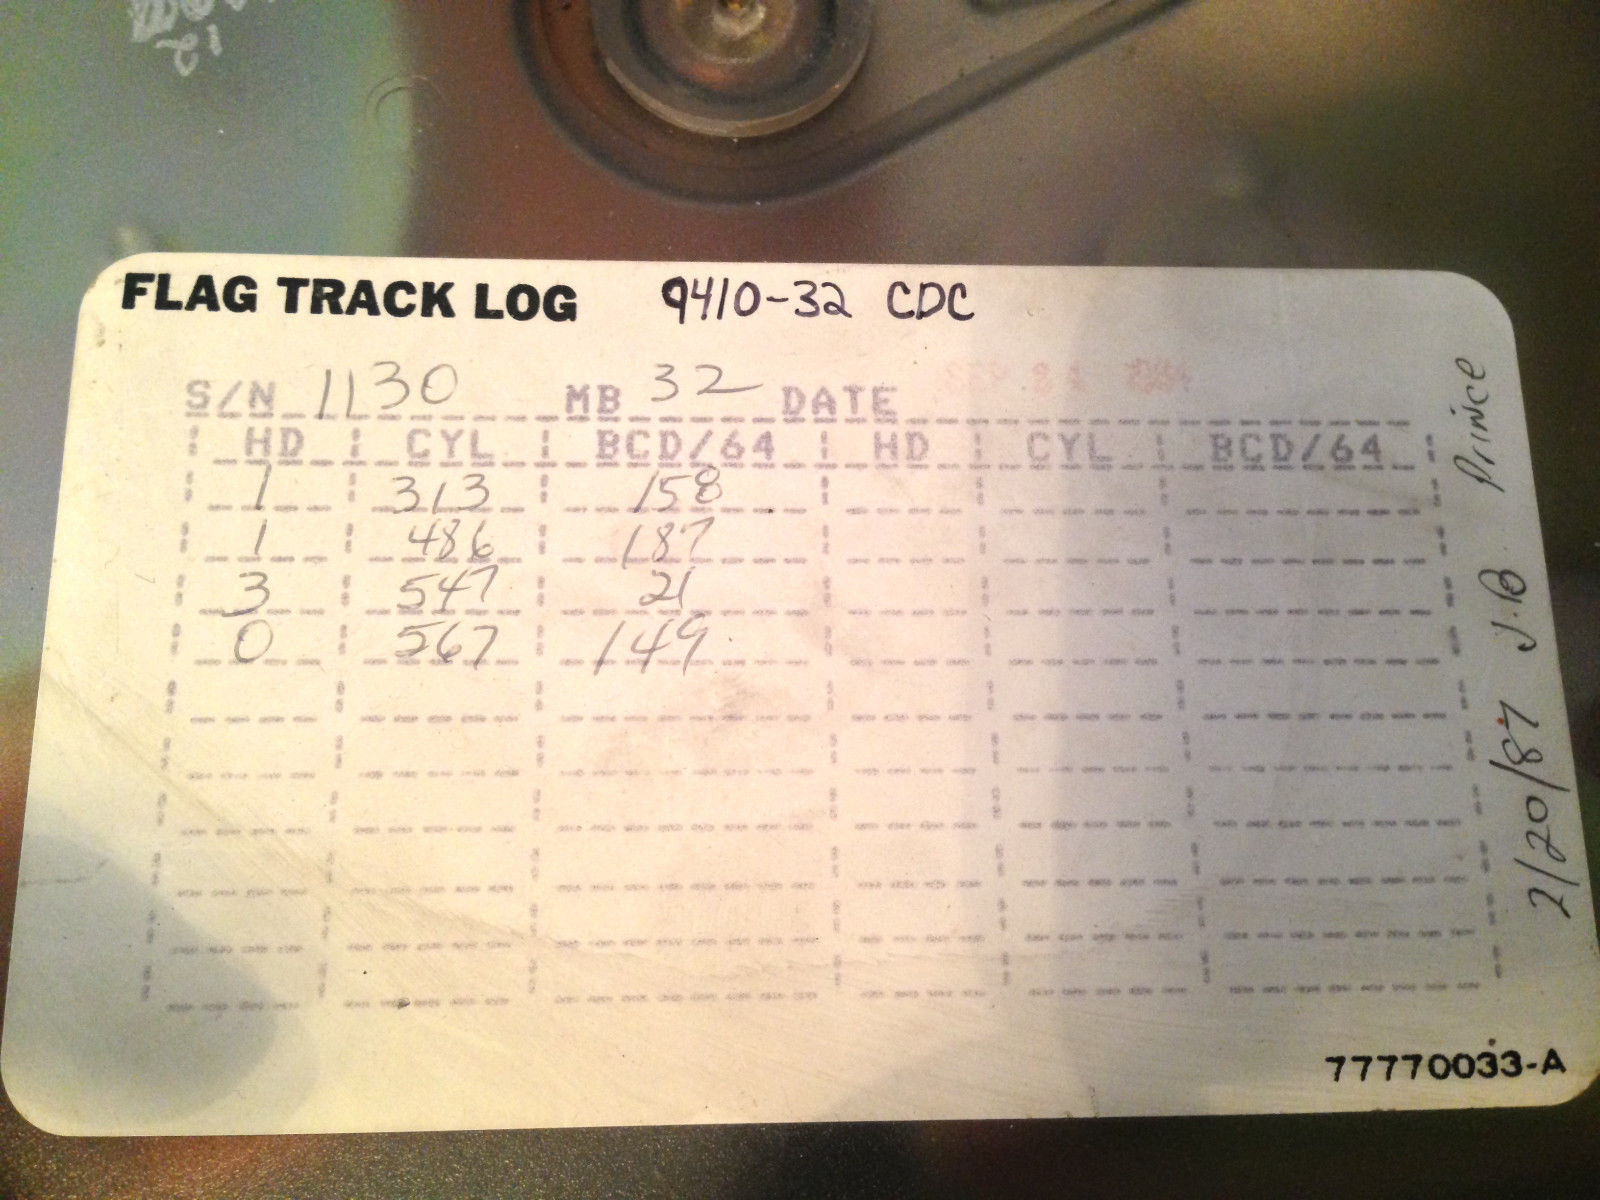 FLAG TRACK LOG 9410-32 CDC
S/N 1130 MB 32 DATE
HD CYL BCD/64 HD CYL BCD/64
1 313 158
1 486 187
3 547 21
0 567 149
2/20/87 J.B. Prince
77770033-A